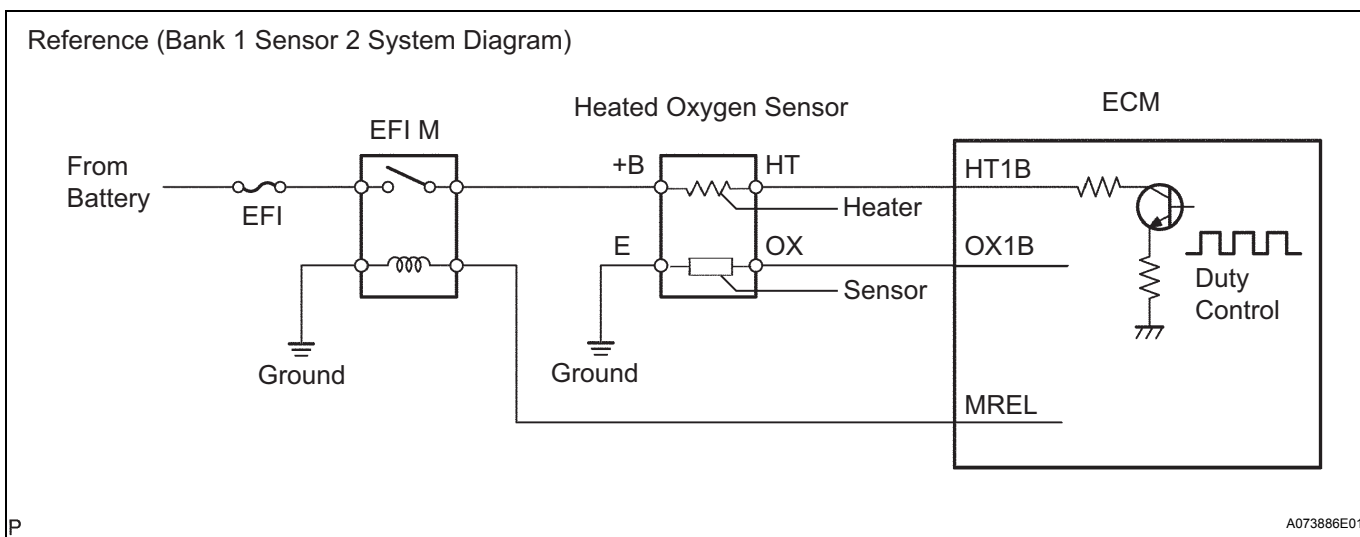 Reference (Bank 1 Sensor 2 System Diagram)
Heated Oxygen Sensor
ECM
EFI M
From
Battery
EFI
+B
HT
HT1B
Heater
E
OX
OX1B
Sensor
Duty
Control
Ground
Ground
MREL
P
A073886E01